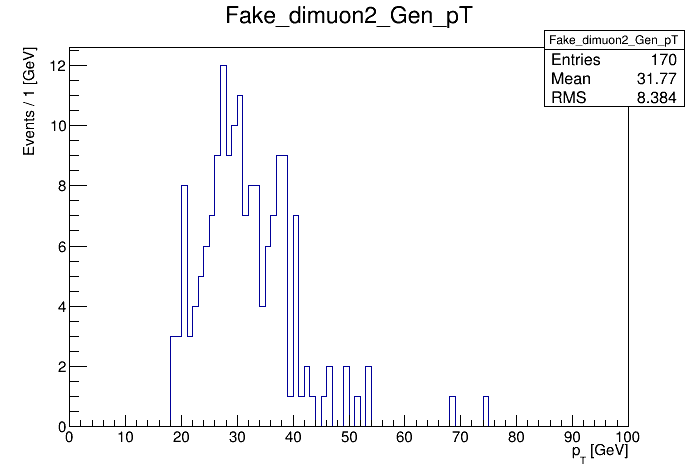 Fake_dimuon2_Gen_pT
Fake_dimuon2_Gen_pT
Entries 170
Mean 31.77
RMS 8.384
Events / 1 [GeV]
12
10
8
6
4
2
0
0 10 20 30 40 50 60 70 80 90 100
p_T [GeV]